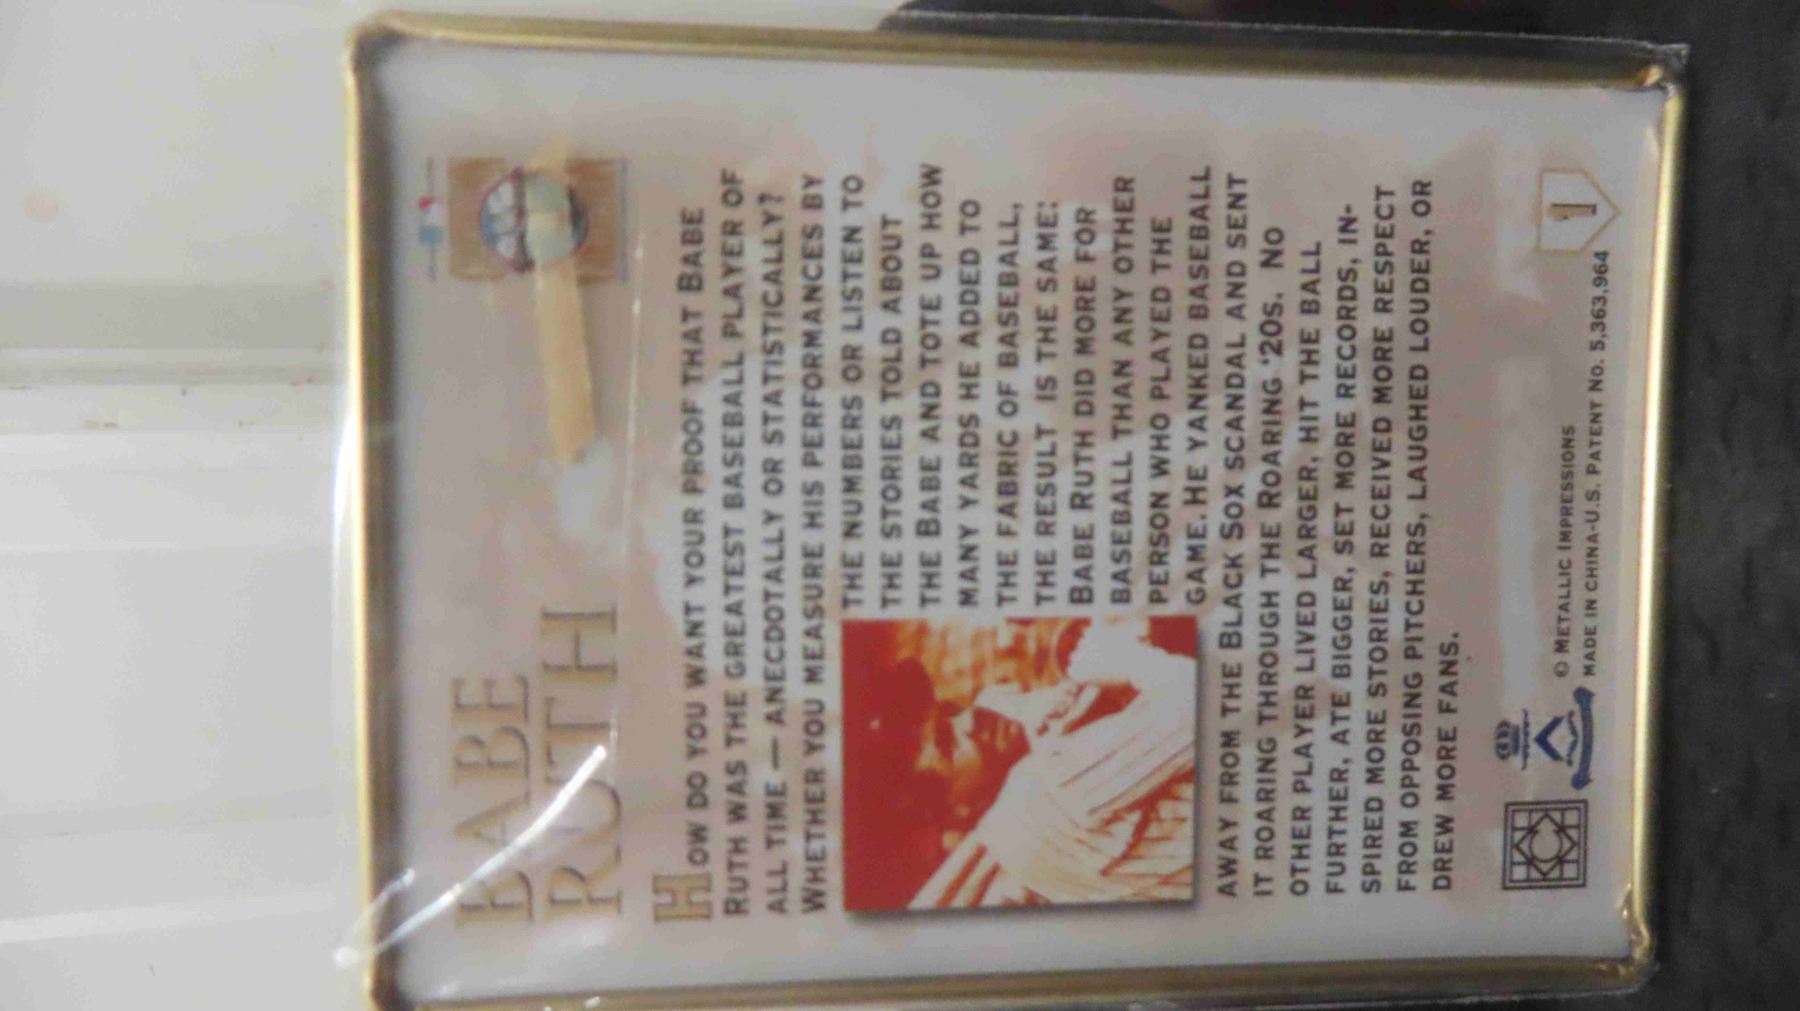 BABE
RUTH
HOW DO YOU WANT YOUR PROOF THAT BABE
RUTH WAS THE GREATEST BASEBALL PLAYER OF
ALL TIME — ANECDOTALLY OR STATISTICALLY?
WHETHER YOU MEASURE HIS PERFORMANCES BY
THE NUMBERS OR LISTEN TO
THE STORIES TOLD ABOUT
THE BABE AND TOTE UP HOW
MANY YARDS HE ADDED TO
THE FABRIC OF BASEBALL,
THE RESULT IS THE SAME:
BABE RUTH DID MORE FOR
BASEBALL THAN ANY OTHER
PERSON WHO PLAYED THE
GAME. HE YANKED BASEBALL
AWAY FROM THE BLACK SOX SCANDAL AND SENT
IT ROARING THROUGH THE ROARING '20S. NO
OTHER PLAYER LIVED LARGER, HIT THE BALL
FURTHER, ATE BIGGER, SET MORE RECORDS, IN-
SPIRED MORE STORIES, RECEIVED MORE RESPECT
FROM OPPOSING PITCHERS, LAUGHED LOUDER, OR
DREW MORE FANS.
© METALLIC IMPRESSIONS
MADE IN CHINA-U.S. PATENT NO. 5,363,964
1